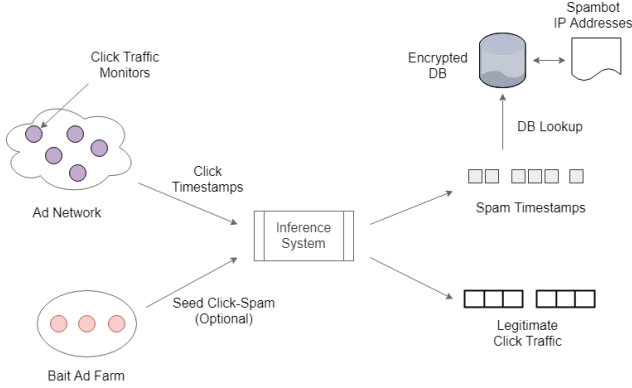 Spambot
IP Addresses
Encrypted
DB
Click Traffic
Monitors
DB Lookup
Click
Timestamps
Ad Network
Spam Timestamps
Inference
System
Seed Click-Spam
(Optional)
Legitimate
Click Traffic
Bait Ad Farm